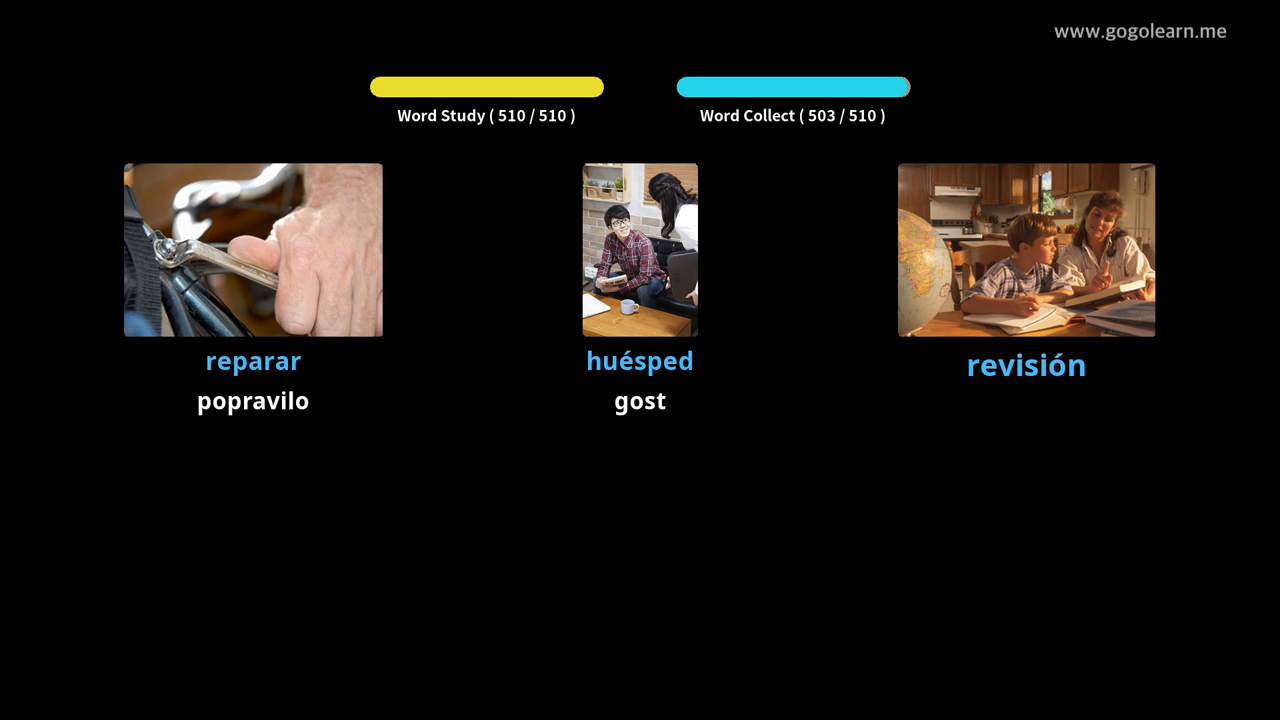 www.gogolearn.me
Word Study ( 510 / 510 )
Word Collect ( 503 / 510 )
reparar
popravilo
huésped
gost
revisión